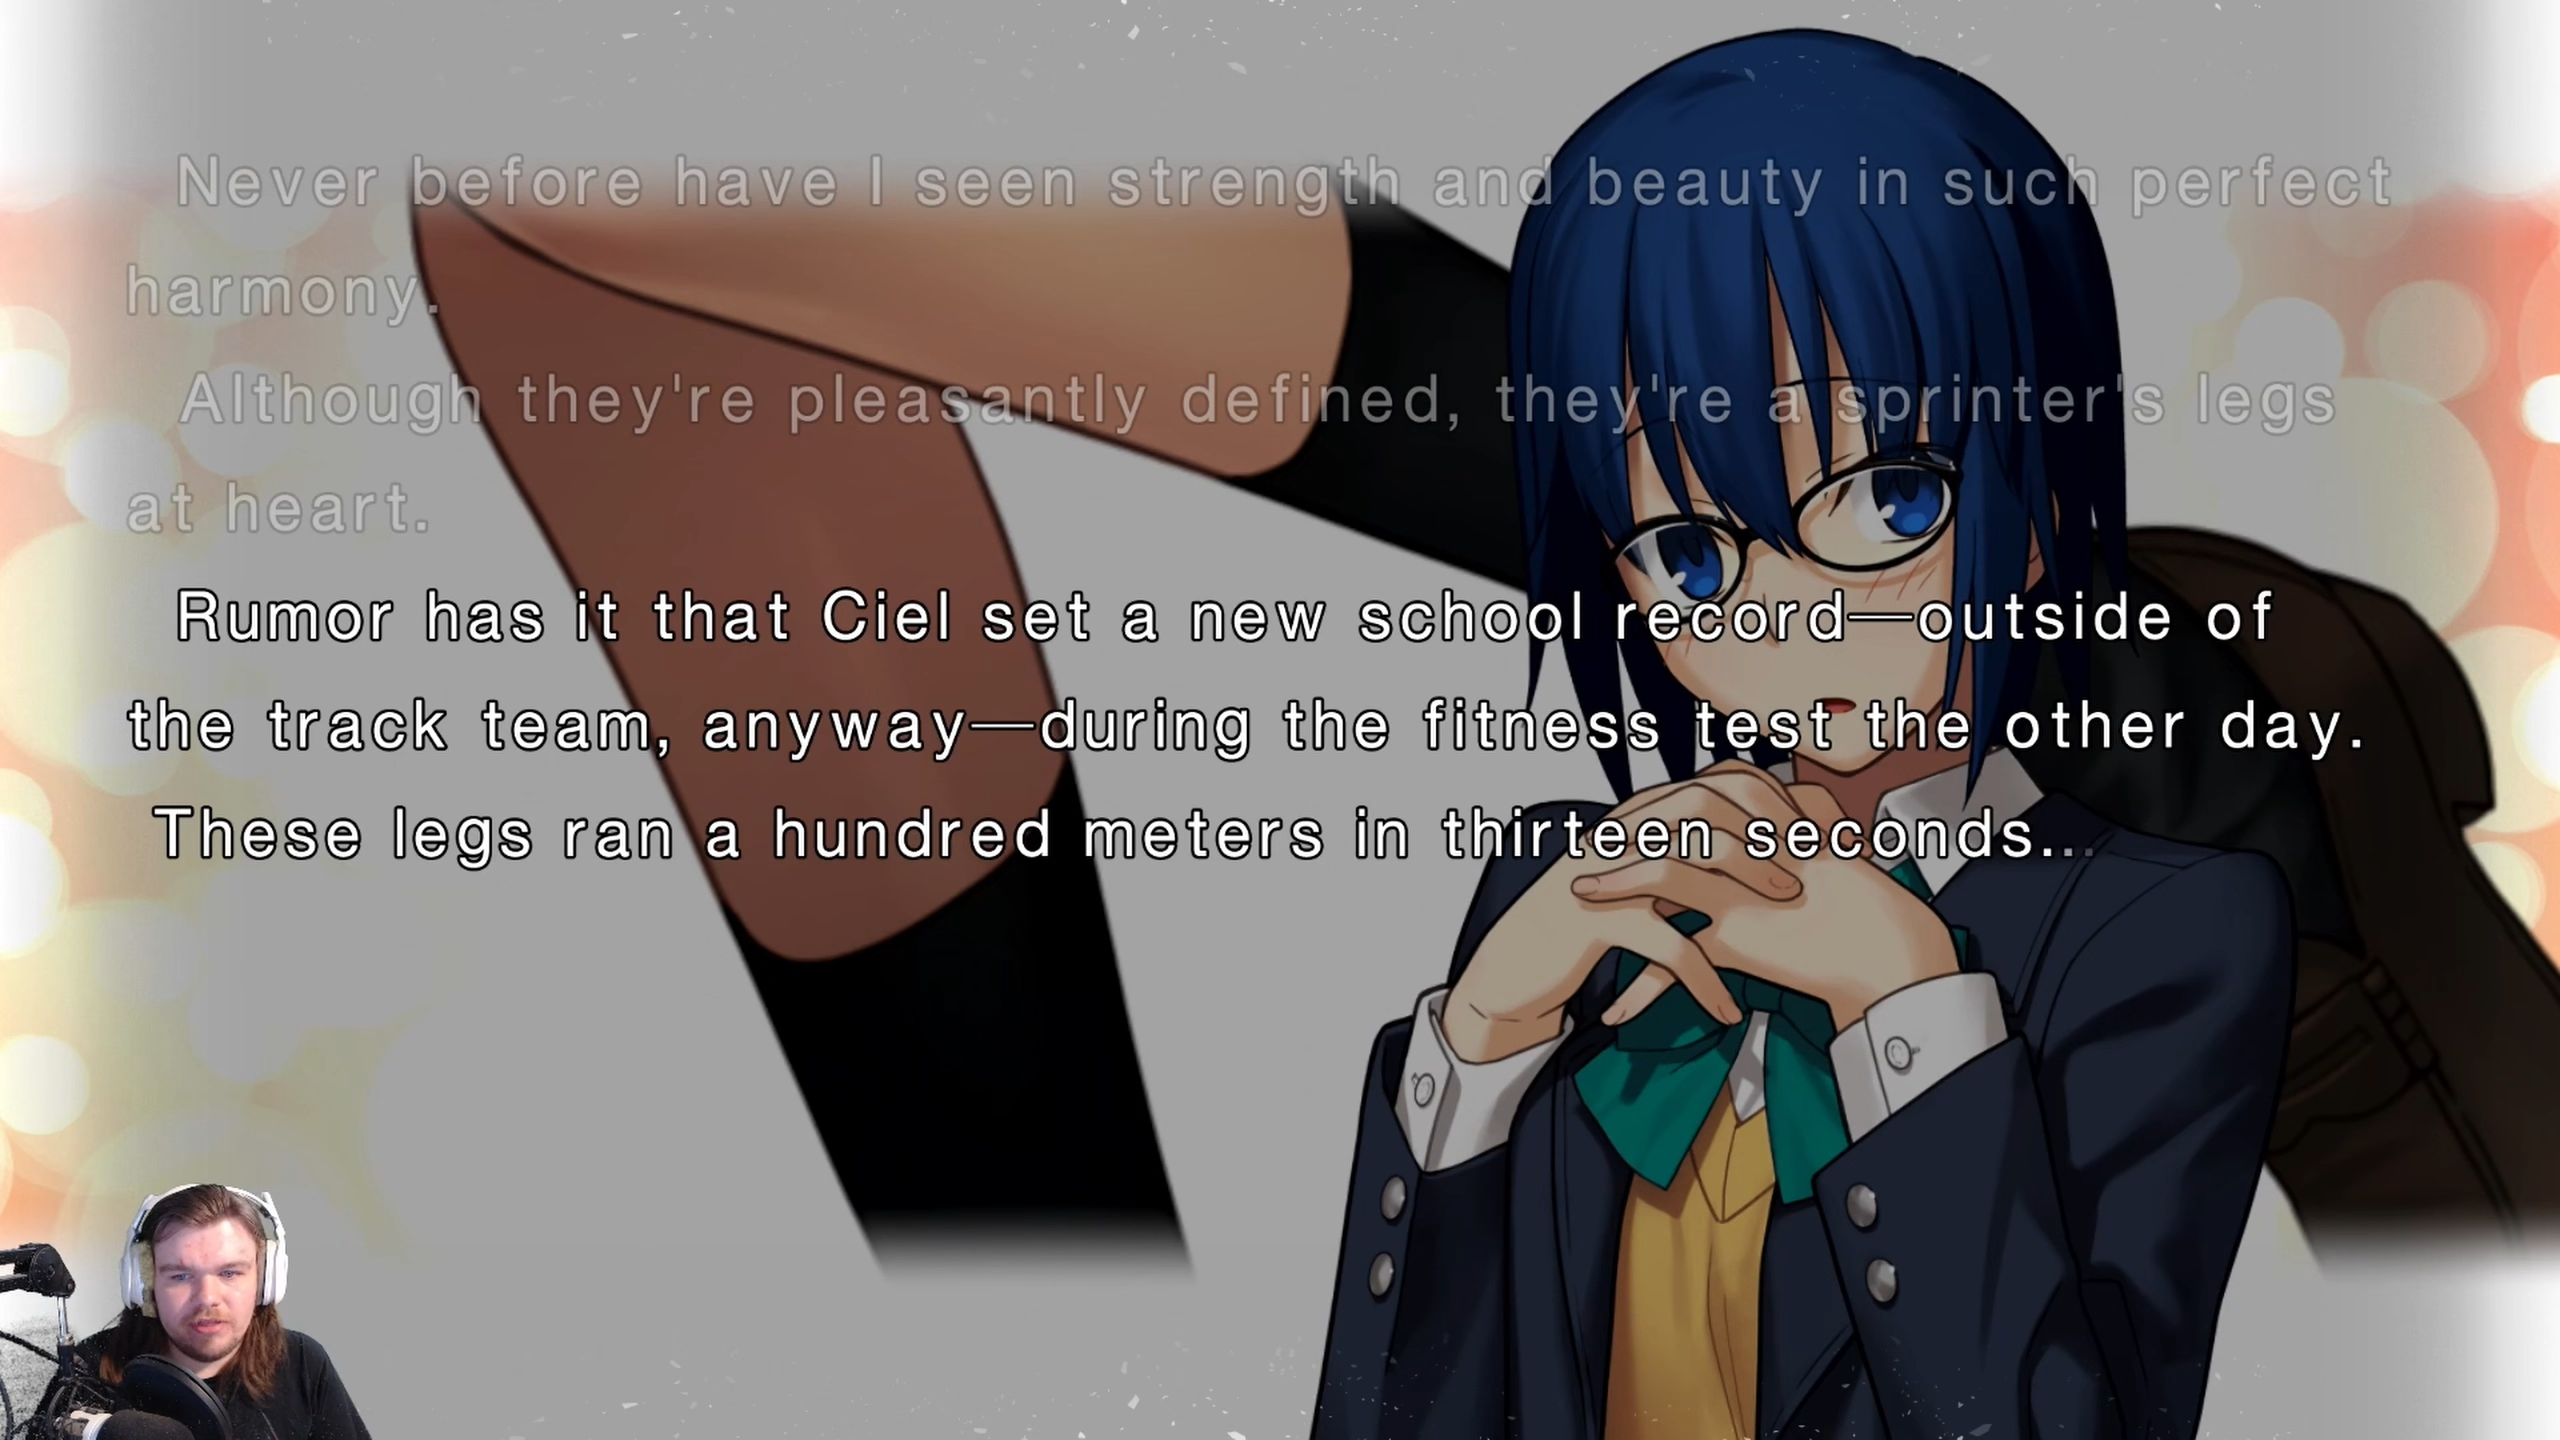 Never before have I seen strength and beauty in such perfect
harmony.
Although they're pleasantly defined, they're a sprinter's legs
at heart.
Rumor has it that Ciel set a new school record—outside of
the track team, anyway—during the fitness test the other day.
These legs ran a hundred meters in thirteen seconds...